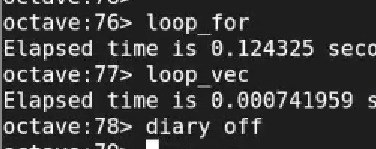 octave:76> loop_for
Elapsed time is 0.124325 seco
octave:77> loop_vec
Elapsed time is 0.000741959 s
octave:78> diary off